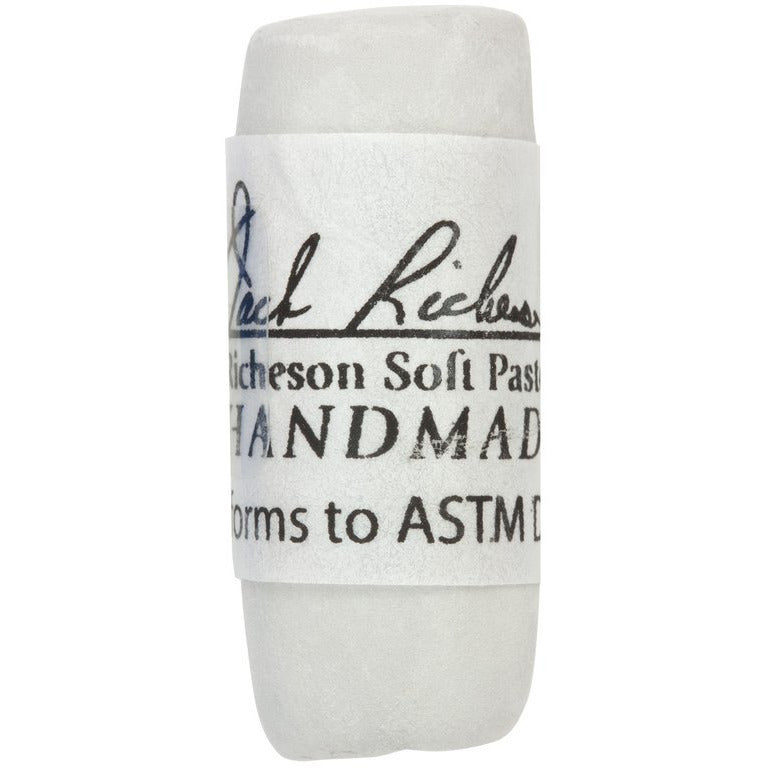 Jack Richeson
Richeson Soft Paste
HANDMAD
forms to ASTM D